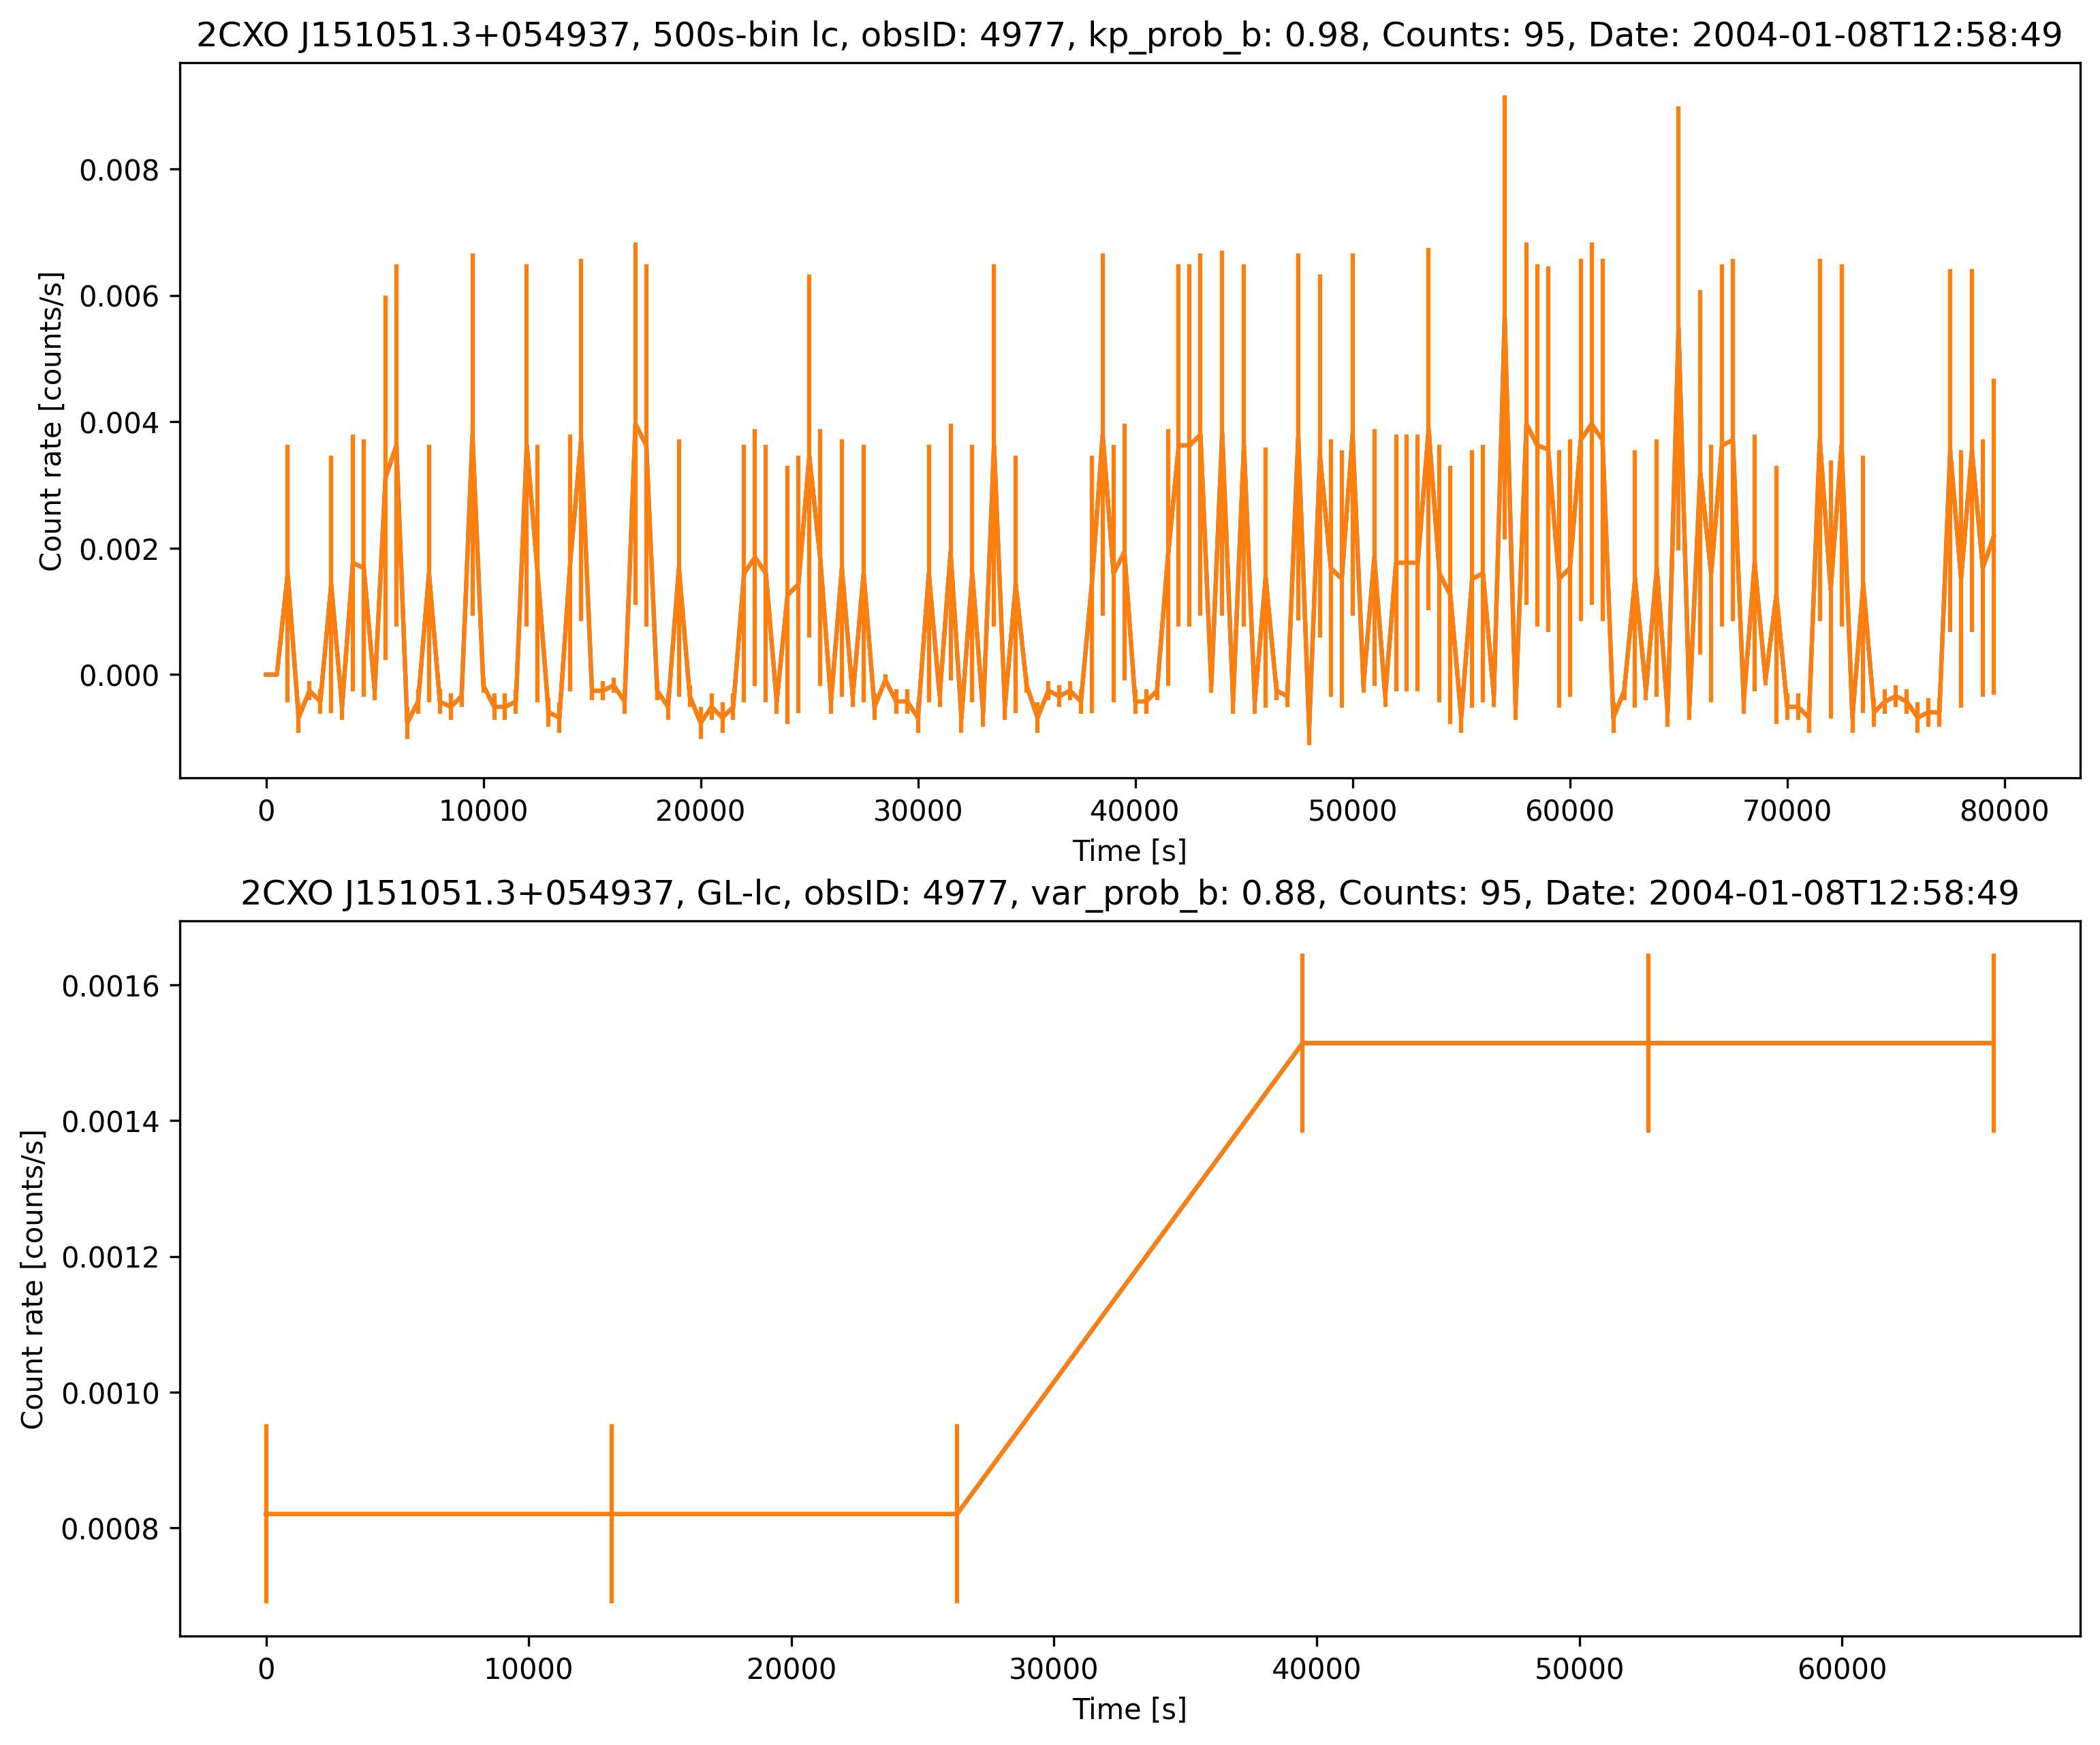 2CXO J151051.3+054937, 500s-bin lc, obsID: 4977, kp_prob_b: 0.98, Counts: 95, Date: 2004-01-08T12:58:49
Count rate [counts/s]
0.008
0.006
0.004
0.002
0.000
0 10000 20000 30000 40000 50000 60000 70000 80000
Time [s]
2CXO J151051.3+054937, GL-lc, obsID: 4977, var_prob_b: 0.88, Counts: 95, Date: 2004-01-08T12:58:49
Count rate [counts/s]
0.0016
0.0014
0.0012
0.0010
0.0008
0 10000 20000 30000 40000 50000 60000
Time [s]